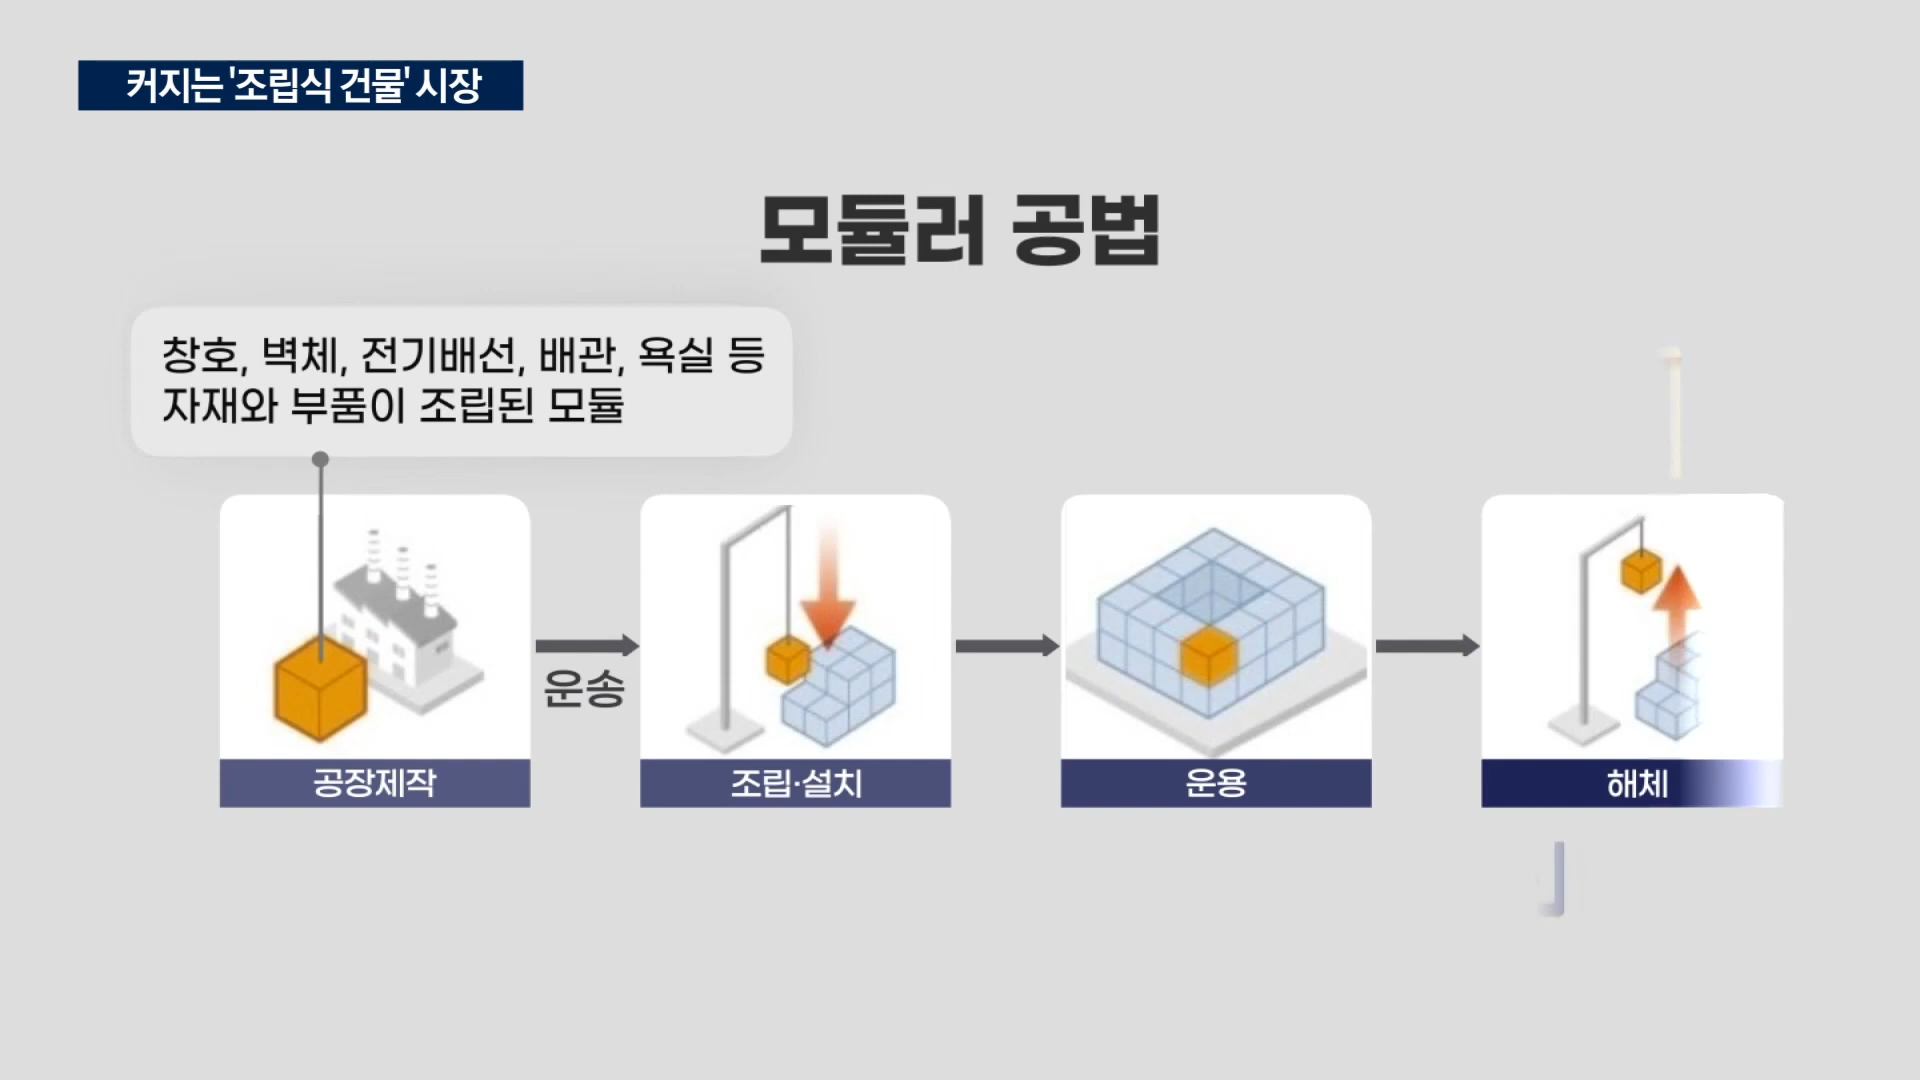 커지는 '조립식 건물' 시장
모듈러 공법
창호, 벽체, 전기배선, 배관, 욕실 등
자재와 부품이 조립된 모듈
운송
공장제작
조립·설치
운용
해체